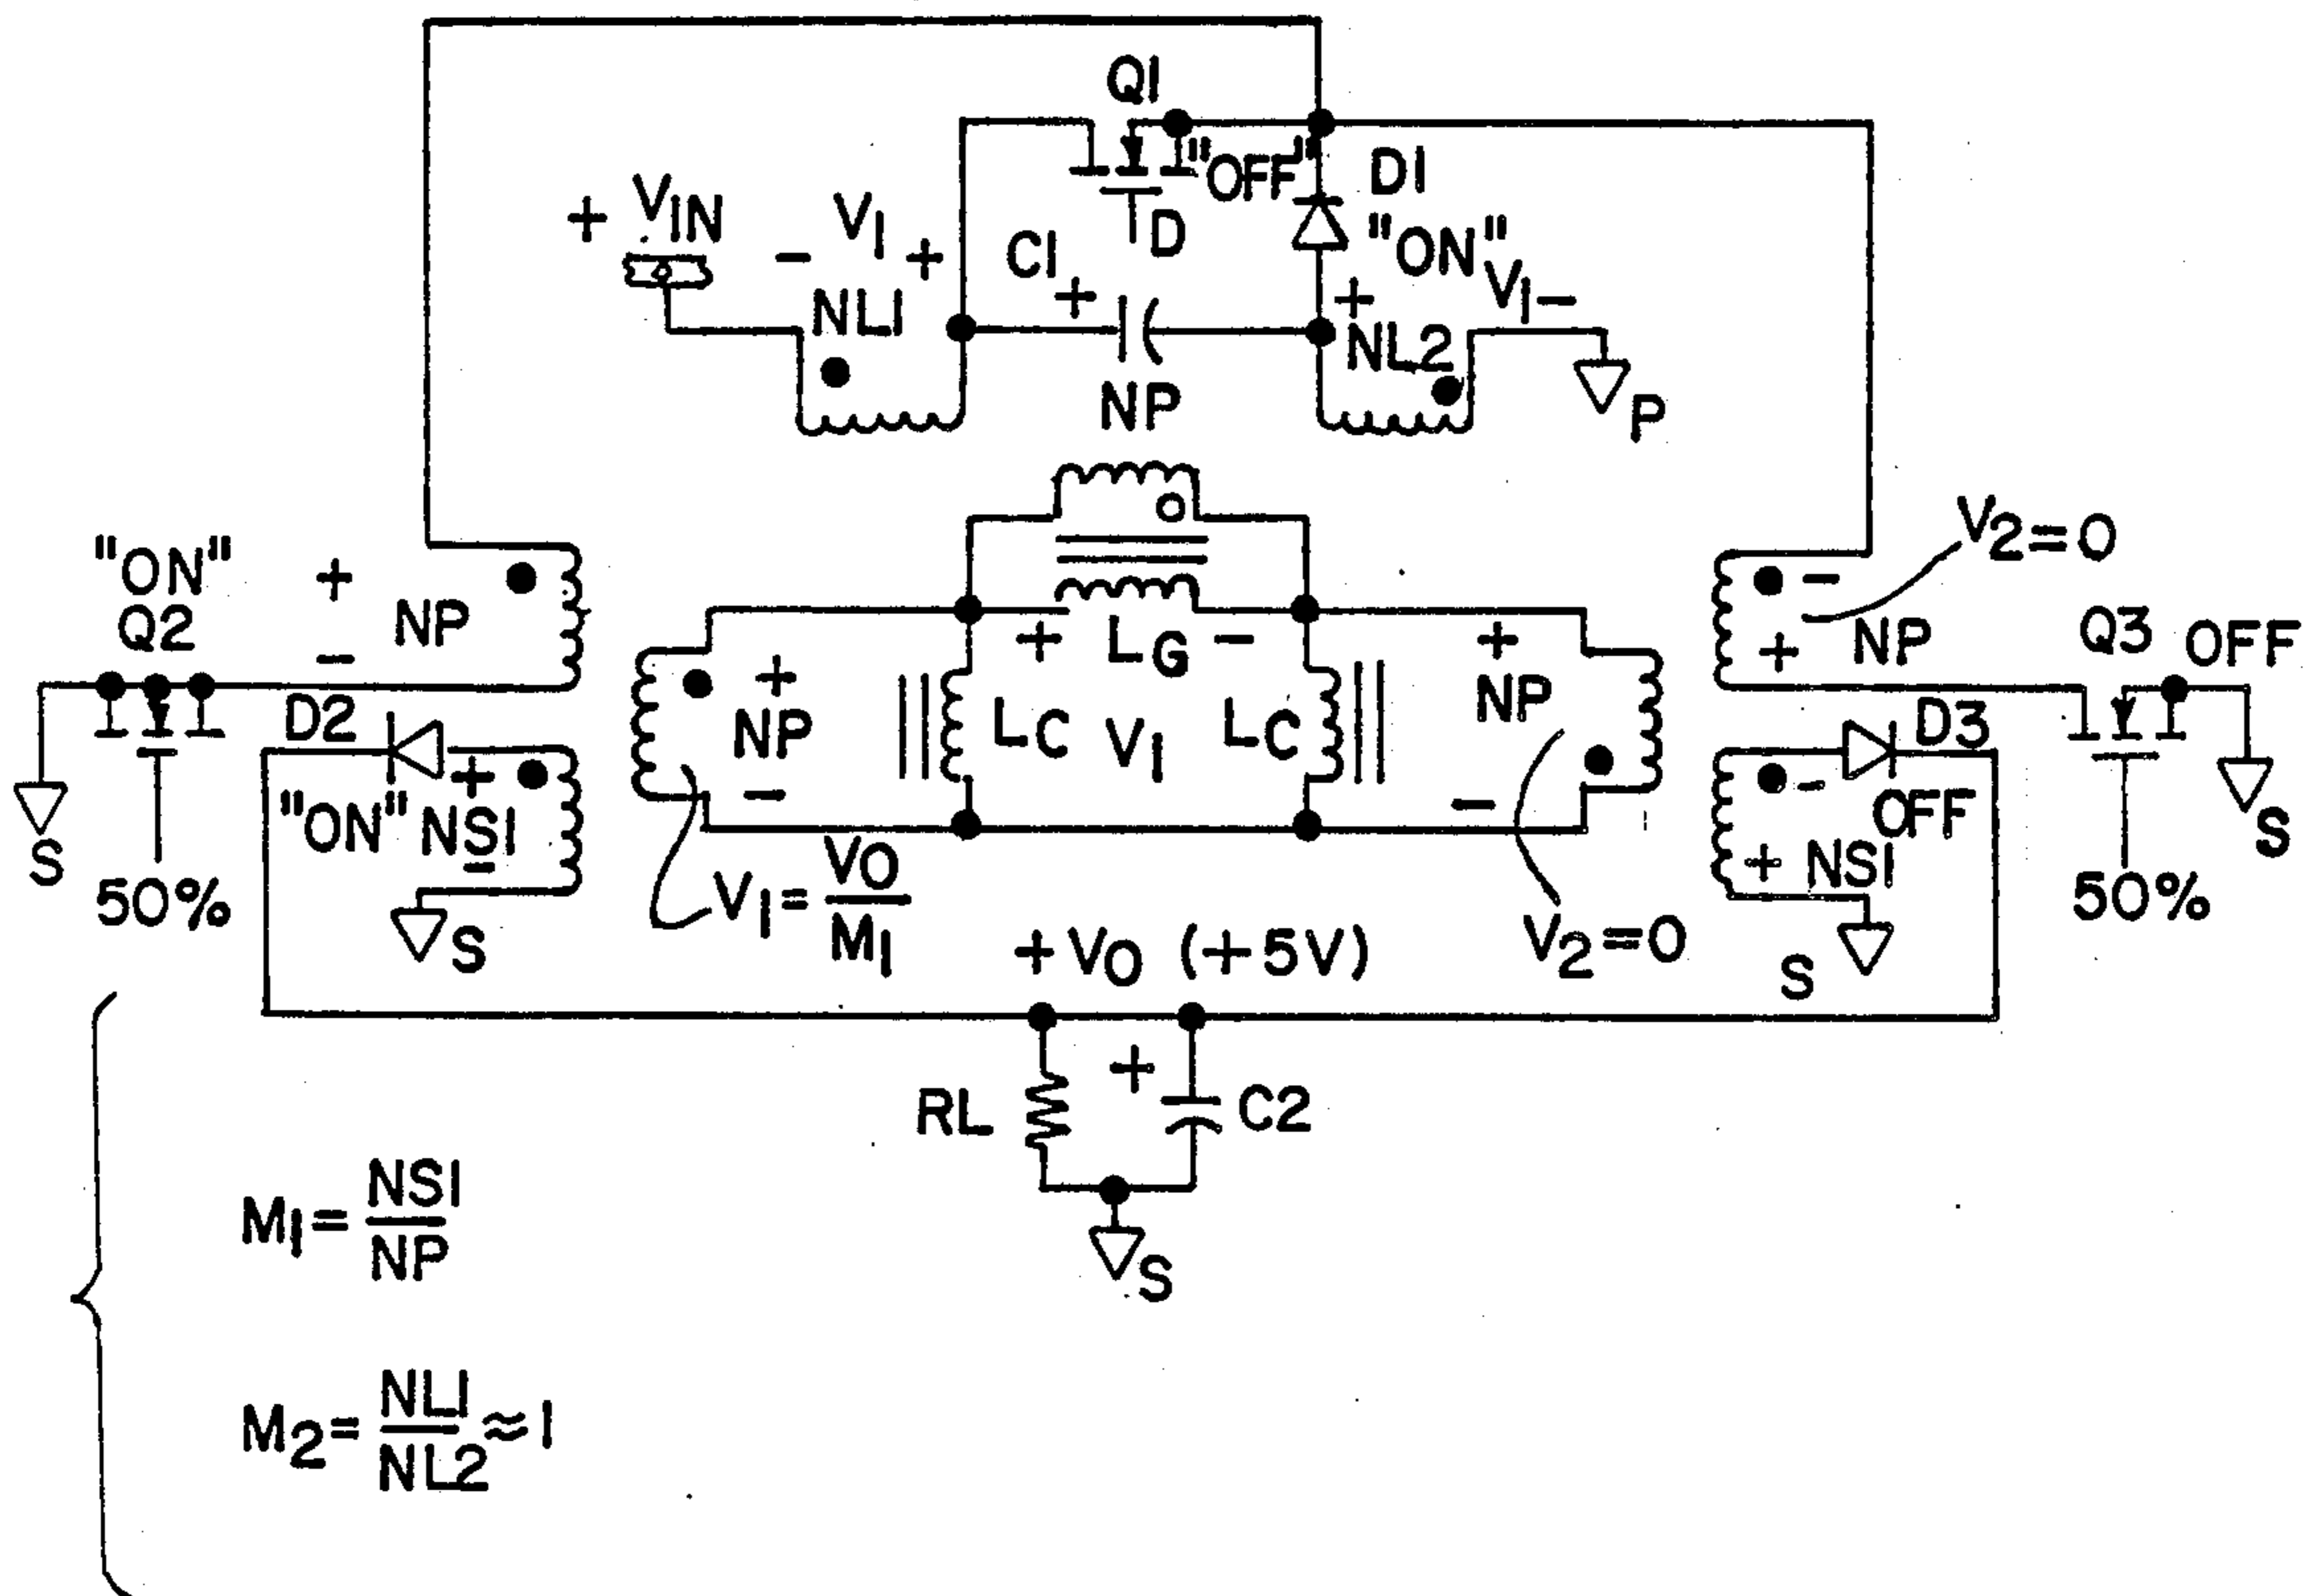 Q1
"OFF"
D1
+ VIN
- V1 +
D
"ON"
C1
+
+ V1 -
NL1
NL2
NP
P
"ON"
Q2
+
NP
-
V2=0
-
NP
+
Q3 OFF
+ LG -
+
NP
-
LC V1 LC
+
NP
-
D2
+
"ON" NS1
-
D3
-
OFF
+ NS1
S
50%
S
V1= VO
M1
+VO (+5V)
V2=0
S
50%
S
RL
+
C2
S
M1= NS1
NP
M2= NL1 ≈1
NL2